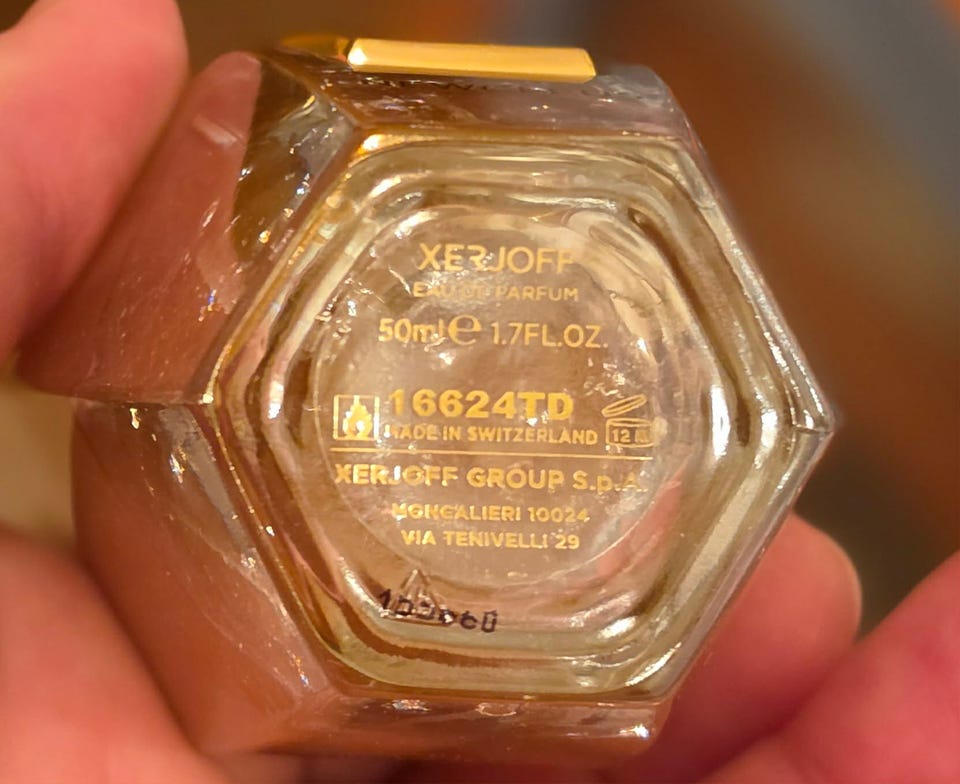 XERJOFF
EAU DE PARFUM
50ml℮ 1.7FL.OZ.
16624TD
MADE IN SWITZERLAND
12 M
XERJOFF GROUP S.p.A.
MONCALIERI 10024
VIA TENIVELLI 29